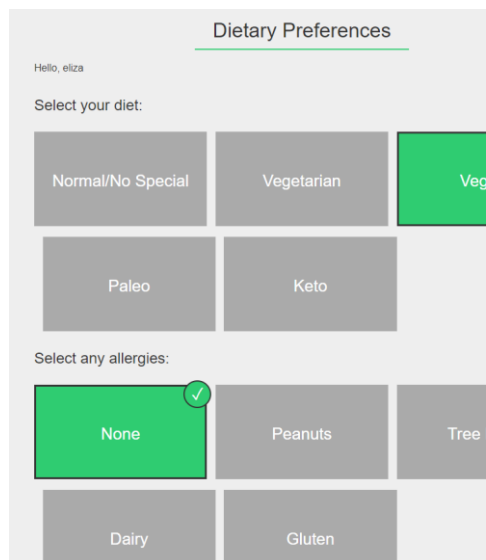 Dietary Preferences
Hello, eliza
Select your diet:
Normal/No Special Vegetarian Veg
Paleo Keto
Select any allergies:
None Peanuts Tree
Dairy Gluten